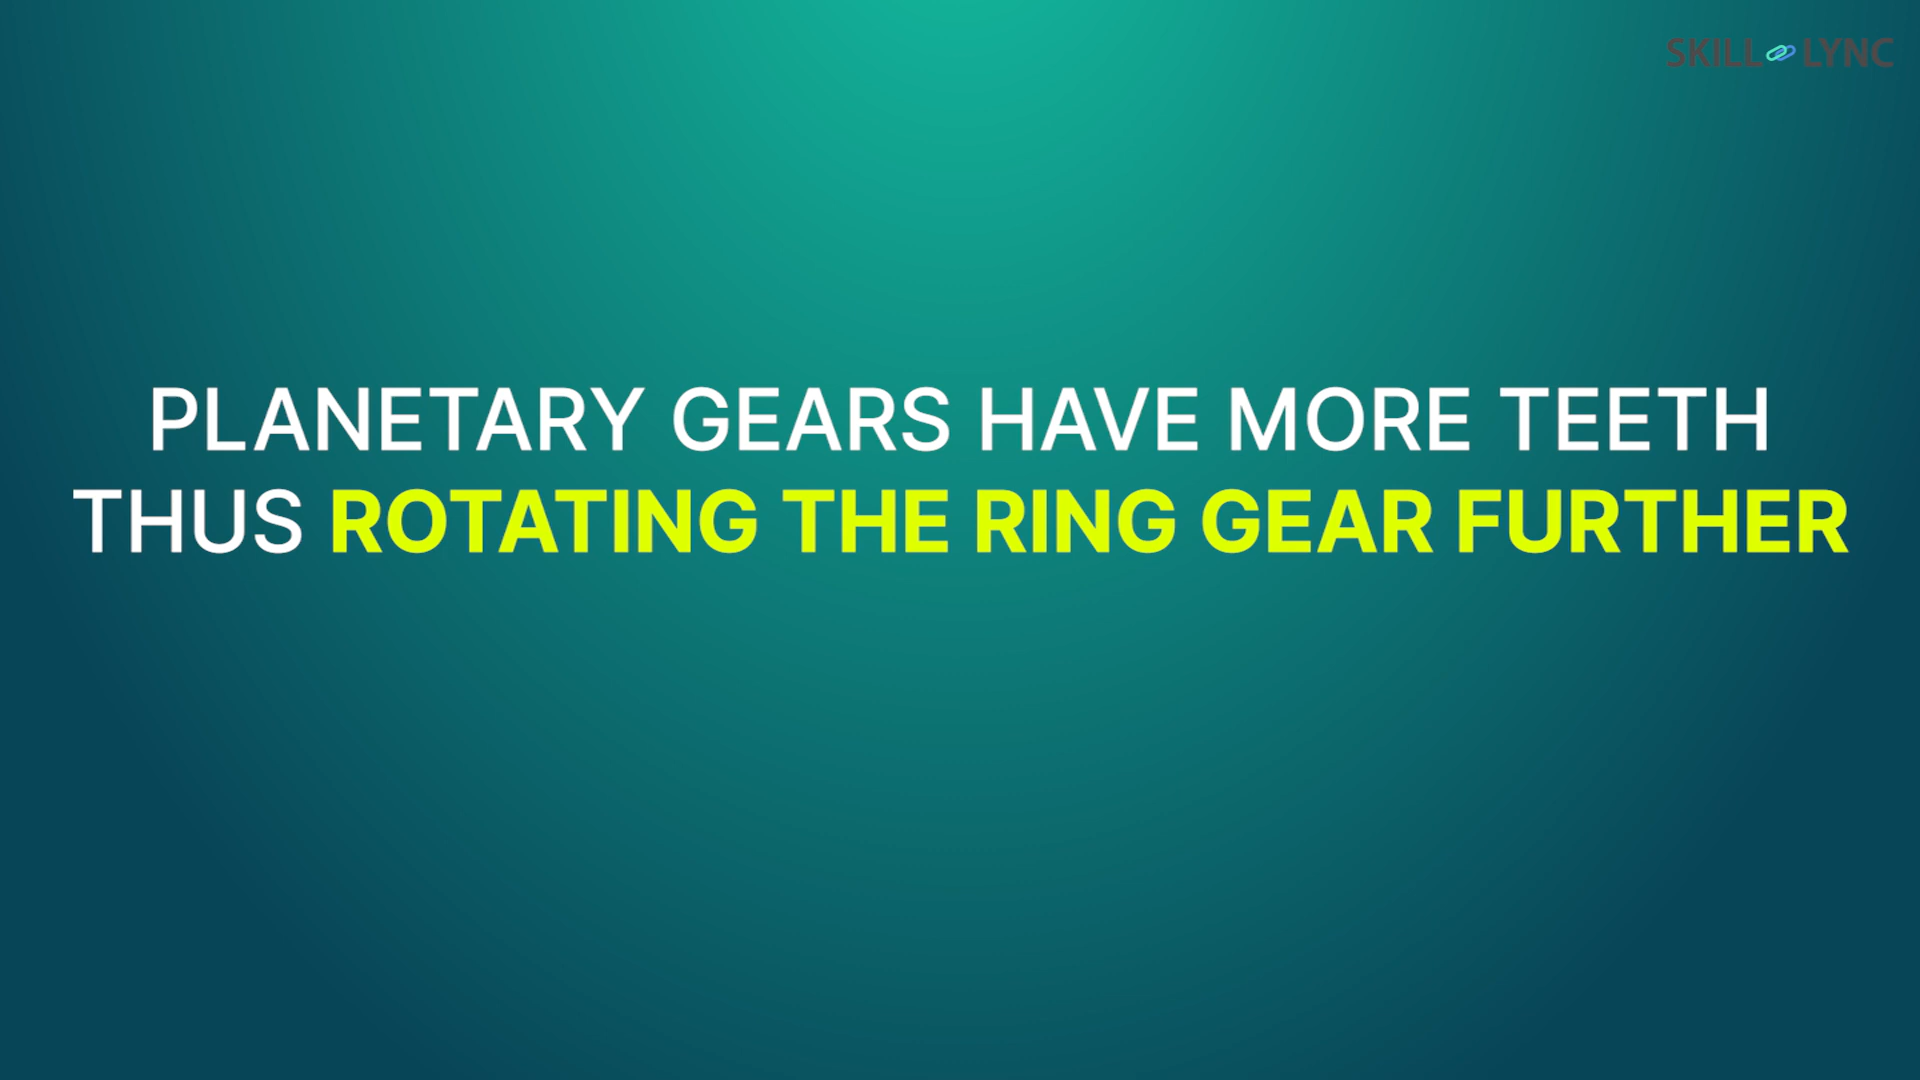 SKILL LYNC
PLANETARY GEARS HAVE MORE TEETH
THUS ROTATING THE RING GEAR FURTHER